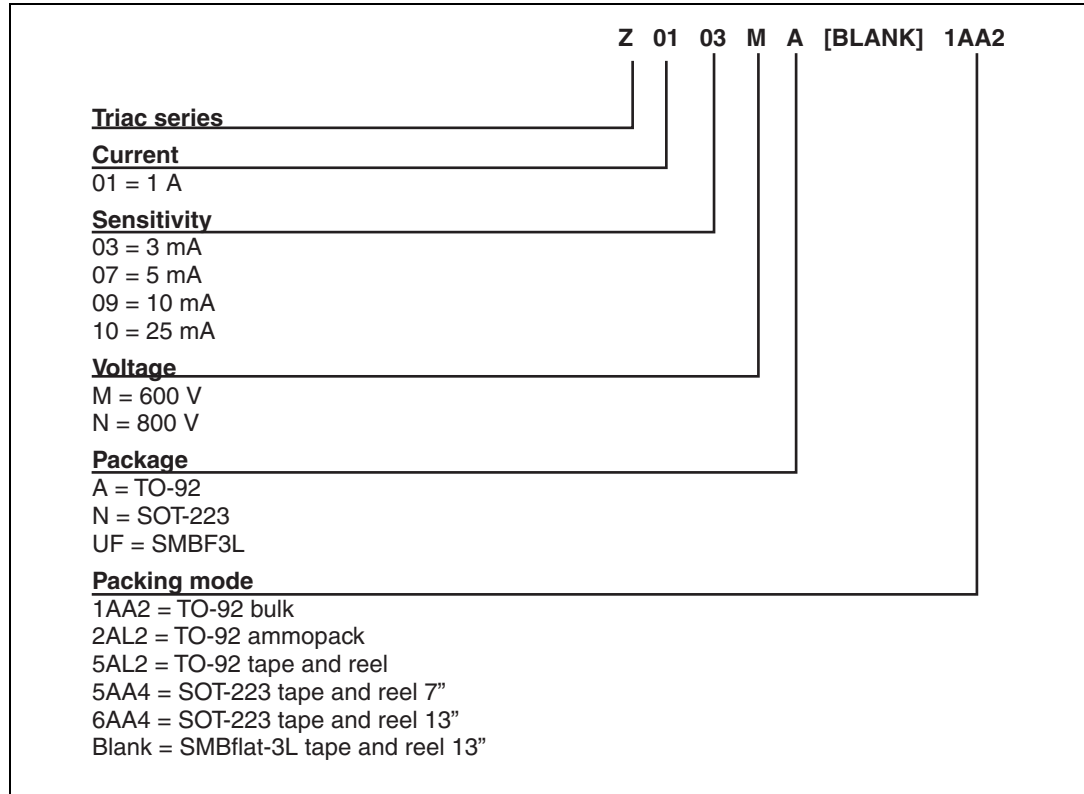 Z 01 03 M A [BLANK] 1AA2
Triac series
Current
01 = 1 A
Sensitivity
03 = 3 mA
07 = 5 mA
09 = 10 mA
10 = 25 mA
Voltage
M = 600 V
N = 800 V
Package
A = TO-92
N = SOT-223
UF = SMBF3L
Packing mode
1AA2 = TO-92 bulk
2AL2 = TO-92 ammopack
5AL2 = TO-92 tape and reel
5AA4 = SOT-223 tape and reel 7”
6AA4 = SOT-223 tape and reel 13”
Blank = SMBflat-3L tape and reel 13”